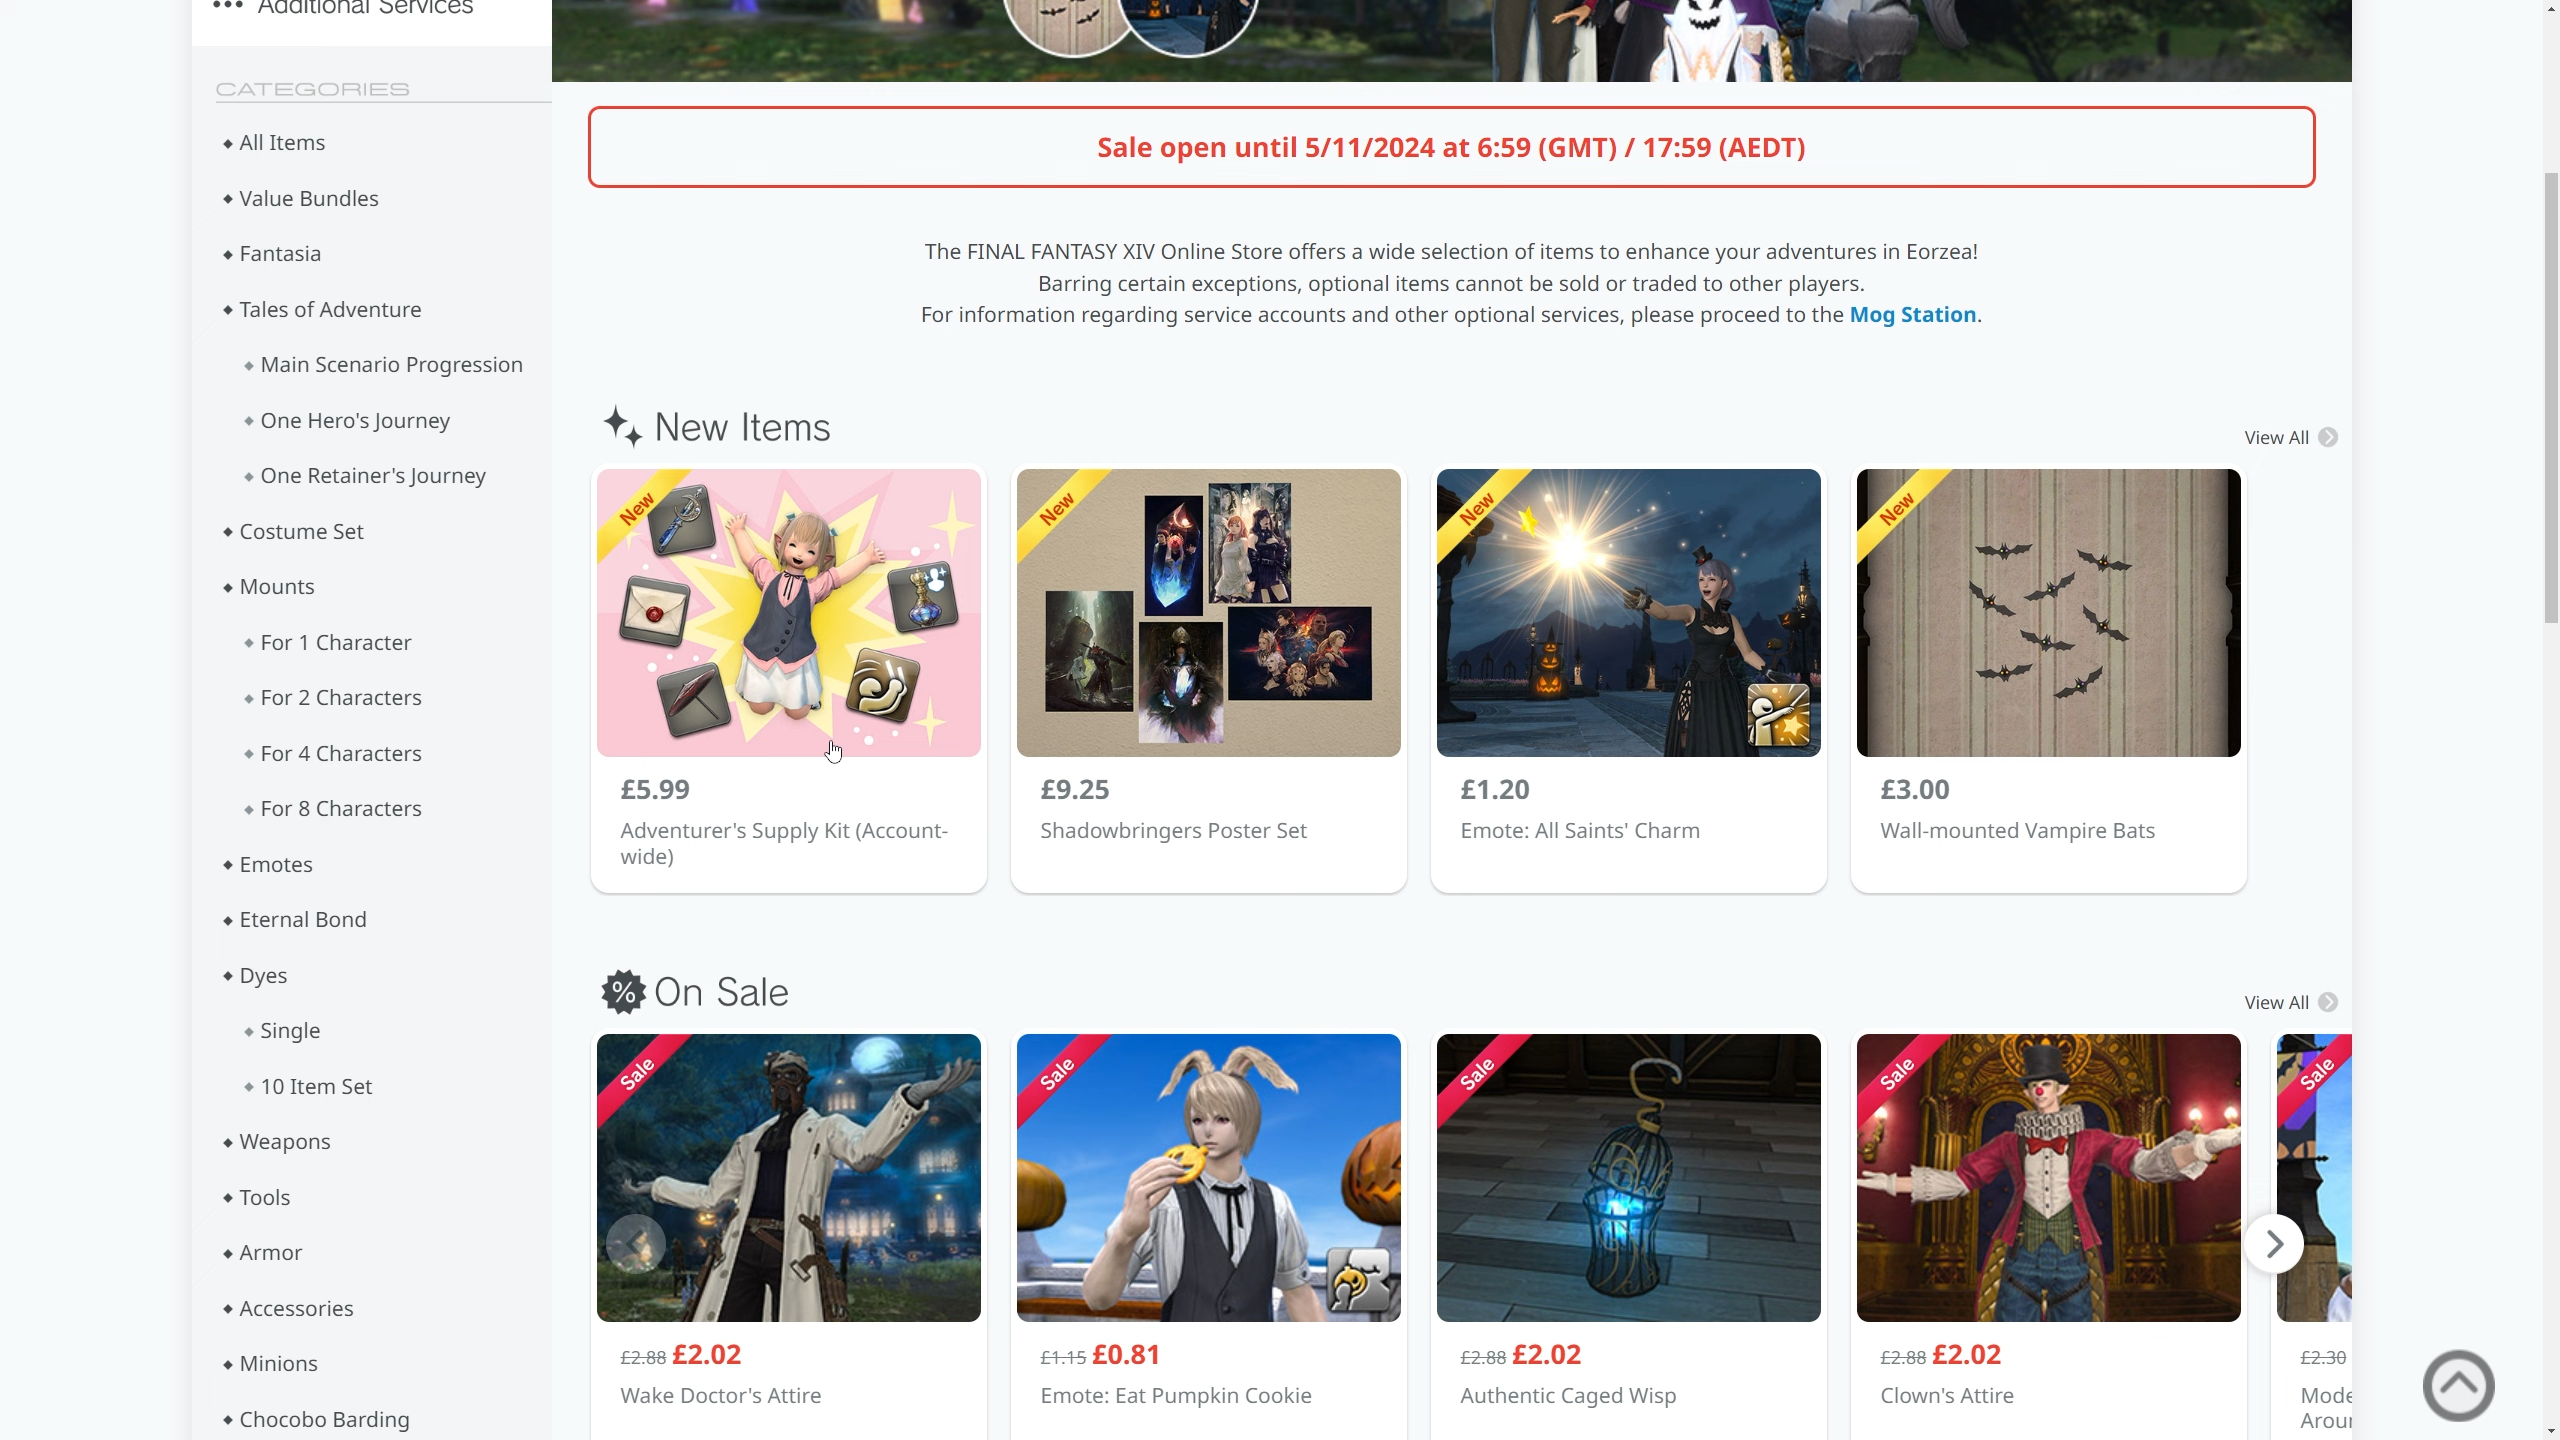 Additional Services
CATEGORIES
All Items
Value Bundles
Fantasia
Tales of Adventure
Main Scenario Progression
One Hero's Journey
One Retainer's Journey
Costume Set
Mounts
For 1 Character
For 2 Characters
For 4 Characters
For 8 Characters
Emotes
Eternal Bond
Dyes
Single
10 Item Set
Weapons
Tools
Armor
Accessories
Minions
Chocobo Barding
Sale open until 5/11/2024 at 6:59 (GMT) / 17:59 (AEDT)
The FINAL FANTASY XIV Online Store offers a wide selection of items to enhance your adventures in Eorzea!
Barring certain exceptions, optional items cannot be sold or traded to other players.
For information regarding service accounts and other optional services, please proceed to the Mog Station.
New Items
View All
New
£5.99
Adventurer's Supply Kit (Account-
wide)
New
£9.25
Shadowbringers Poster Set
New
£1.20
Emote: All Saints' Charm
New
£3.00
Wall-mounted Vampire Bats
% On Sale
View All
Sale
£2.88 £2.02
Wake Doctor's Attire
Sale
£1.15 £0.81
Emote: Eat Pumpkin Cookie
Sale
£2.88 £2.02
Authentic Caged Wisp
Sale
£2.88 £2.02
Clown's Attire
Sale
£2.30
Mode
Arour